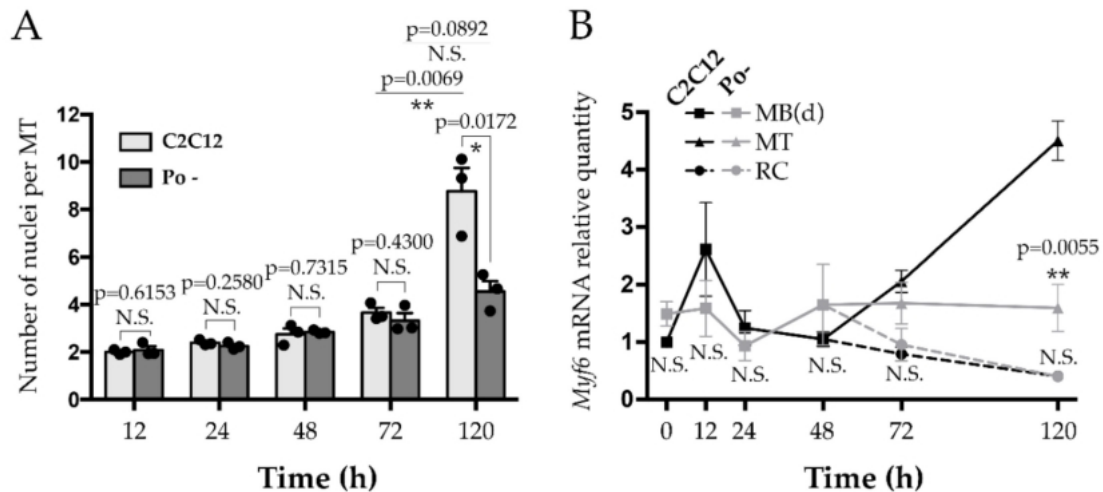 A
p=0.0892
N.S.
p=0.0069
**
p=0.0172
*
C2C12
Po -
p=0.6153
N.S.
p=0.2580
N.S.
p=0.7315
N.S.
p=0.4300
N.S.
Number of nuclei per MT
12
10
8
6
4
2
0
12 24 48 72 120
Time (h)
B
C2C12
Po-
MB(d)
MT
RC
Myf6 mRNA relative quantity
5
4
3
2
1
0
p=0.0055
**
N.S.
N.S.
N.S.
N.S.
N.S.
N.S.
0 12 24 48 72 120
Time (h)